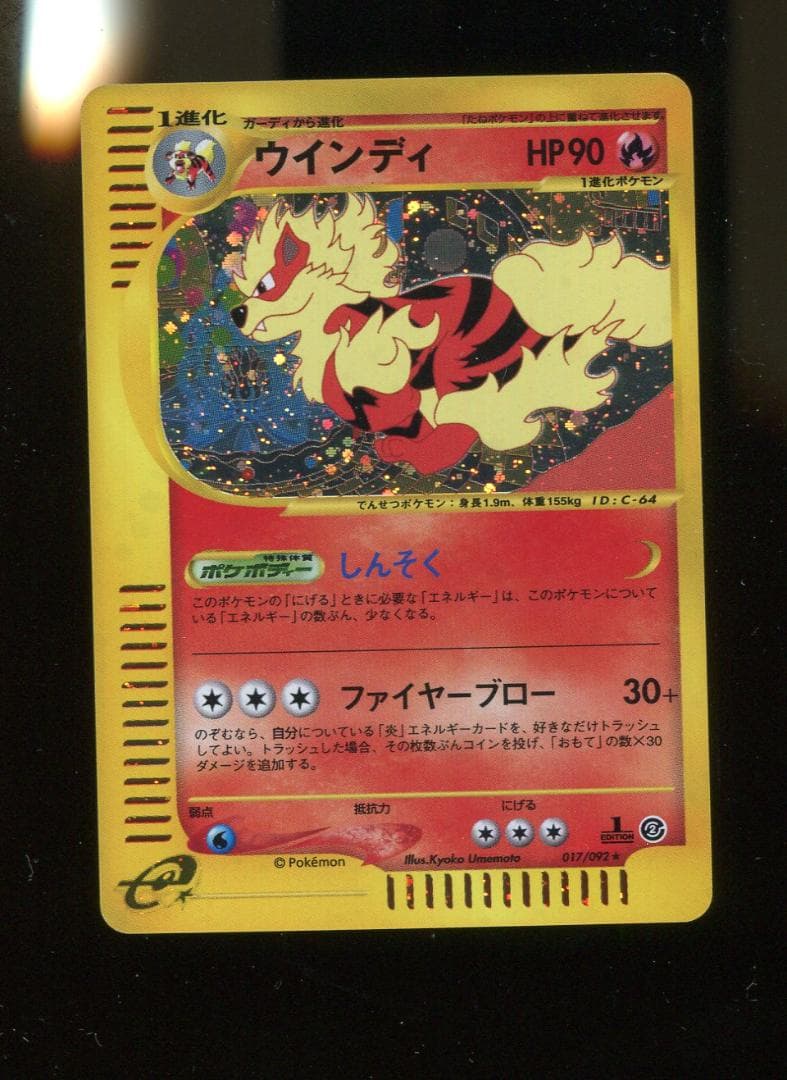 1進化 ガーディから進化 「たねポケモン」の上に重ねて進化させます。
ウインディ HP90
1進化ポケモン
でんせつポケモン：身長1.9m、体重155kg ID：C-64
特殊体質
ポケボディー しんそく
このポケモンの「にげる」ときに必要な「エネルギー」は、このポケモンについて
いる「エネルギー」の数ぶん、少なくなる。
ファイヤーブロー 30+
のぞむなら、自分についている「炎」エネルギーカードを、好きなだけトラッシュ
してよい。トラッシュした場合、その枚数ぶんコインを投げ、「おもて」の数×30
ダメージを追加する。
弱点 抵抗力 にげる
1
EDITION 2
©Pokémon Illus.Kyoko Umemoto 017/092★
e